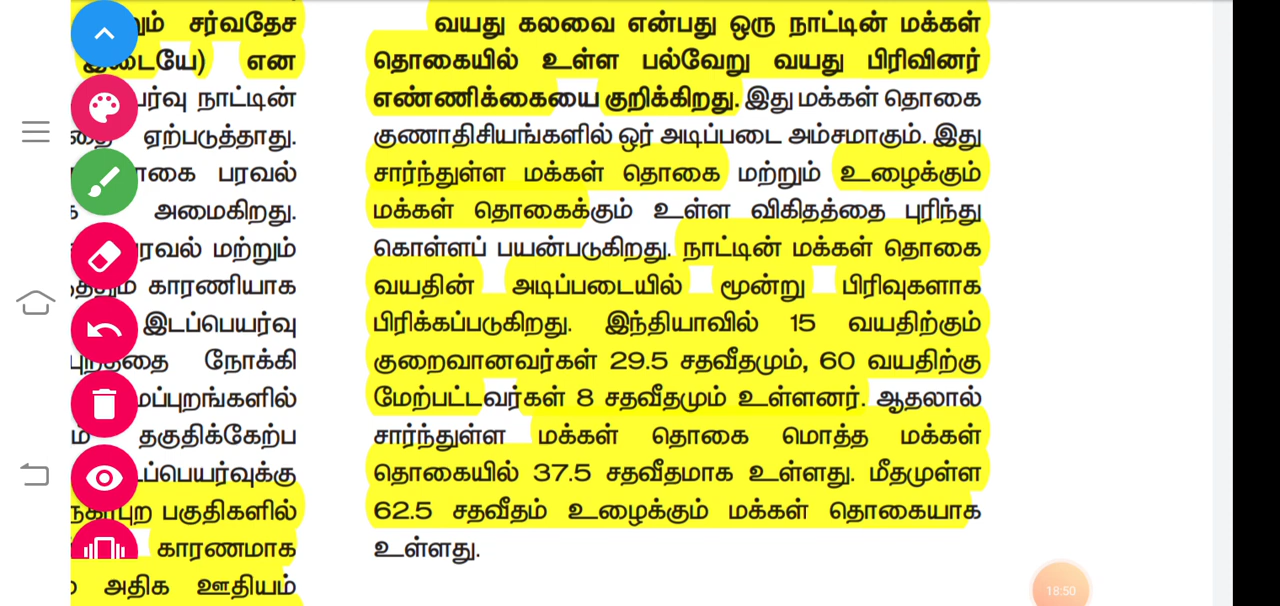 சர்வதேச
என
நாட்டின்
ஏற்படுத்தாது.
பரவல்
அமைகிறது.
மற்றும்
காரணியாக
இடப்பெயர்வு
நோக்கி
தகுதிக்கேற்ப
பகுதிகளில்
காரணமாக
அதிக ஊதியம்
வயது கலவை என்பது ஒரு நாட்டின் மக்கள்
தொகையில் உள்ள பல்வேறு வயது பிரிவினர்
எண்ணிக்கையை குறிக்கிறது. இது மக்கள் தொகை
குணாதிசியங்களில் ஒர் அடிப்படை அம்சமாகும். இது
சார்ந்துள்ள மக்கள் தொகை மற்றும் உழைக்கும்
மக்கள் தொகைக்கும் உள்ள விகிதத்தை புரிந்து
கொள்ளப் பயன்படுகிறது. நாட்டின் மக்கள் தொகை
வயதின் அடிப்படையில் மூன்று பிரிவுகளாக
பிரிக்கப்படுகிறது. இந்தியாவில் 15 வயதிற்கும்
குறைவானவர்கள் 29.5 சதவீதமும், 60 வயதிற்கு
மேற்பட்டவர்கள் 8 சதவீதமும் உள்ளனர். ஆதலால்
சார்ந்துள்ள மக்கள் தொகை மொத்த மக்கள்
தொகையில் 37.5 சதவீதமாக உள்ளது. மீதமுள்ள
62.5 சதவீதம் உழைக்கும் மக்கள் தொகையாக
உள்ளது.
18:50